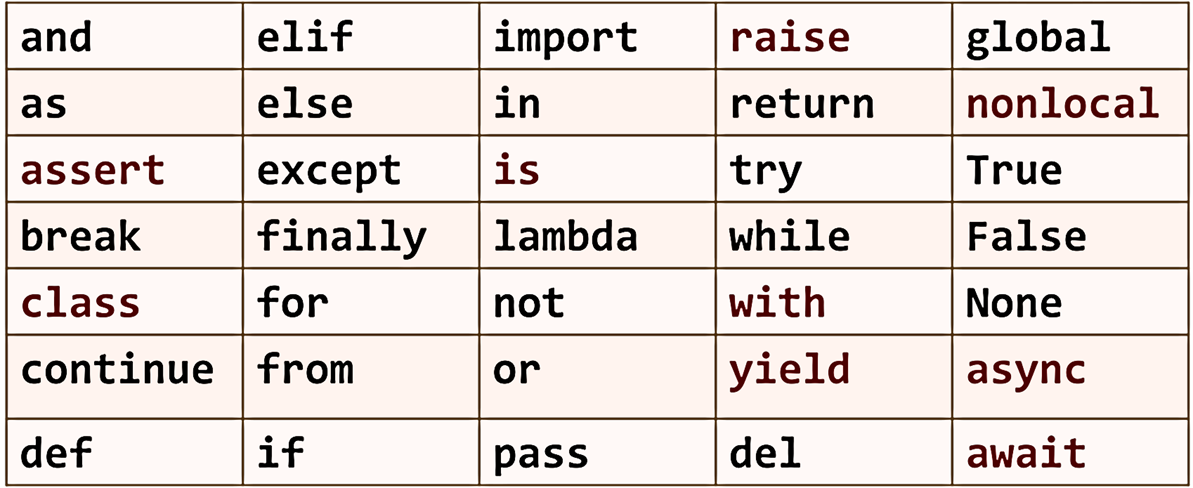 and elif import raise global
as else in return nonlocal
assert except is try True
break finally lambda while False
class for not with None
continue from or yield async
def if pass del await